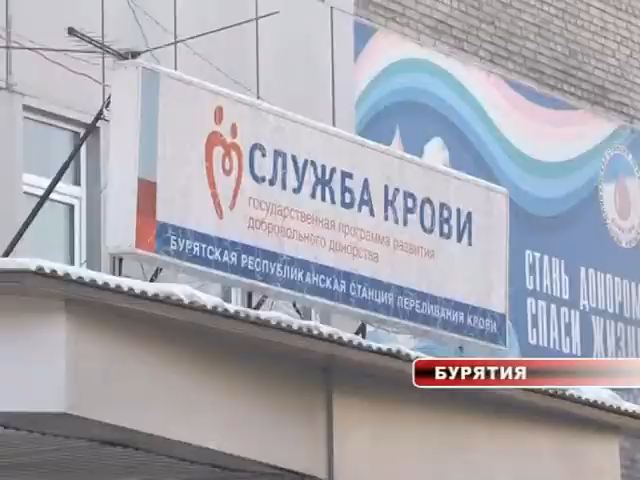 СЛУЖБА КРОВИ
государственная программа развития
добровольного донорства
БУРЯТСКАЯ РЕСПУБЛИКАНСКАЯ СТАНЦИЯ ПЕРЕЛИВАНИЯ КРОВИ
СТАНЬ ДОНОРОМ
СПАСИ
БУРЯТИЯ